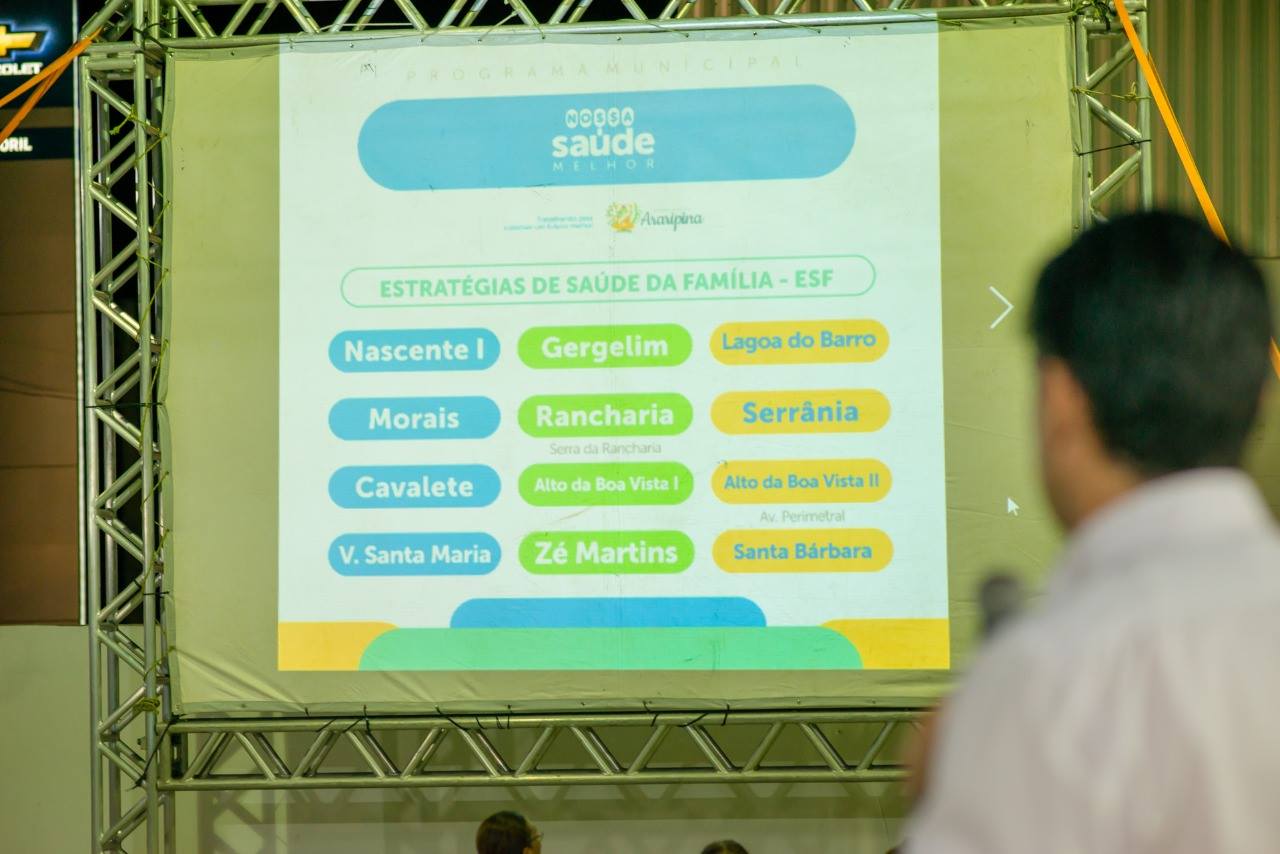 PROGRAMA MUNICIPAL
NOSSA
saúde
MELHOR
Araripina
ESTRATÉGIAS DE SAÚDE DA FAMÍLIA - ESF
Nascente I
Gergelim
Lagoa do Barro
Morais
Rancharia
Serrânia
Serra da Rancharia
Cavalete
Alto da Boa Vista I
Alto da Boa Vista II
Av. Perimetral
V. Santa Maria
Zé Martins
Santa Bárbara